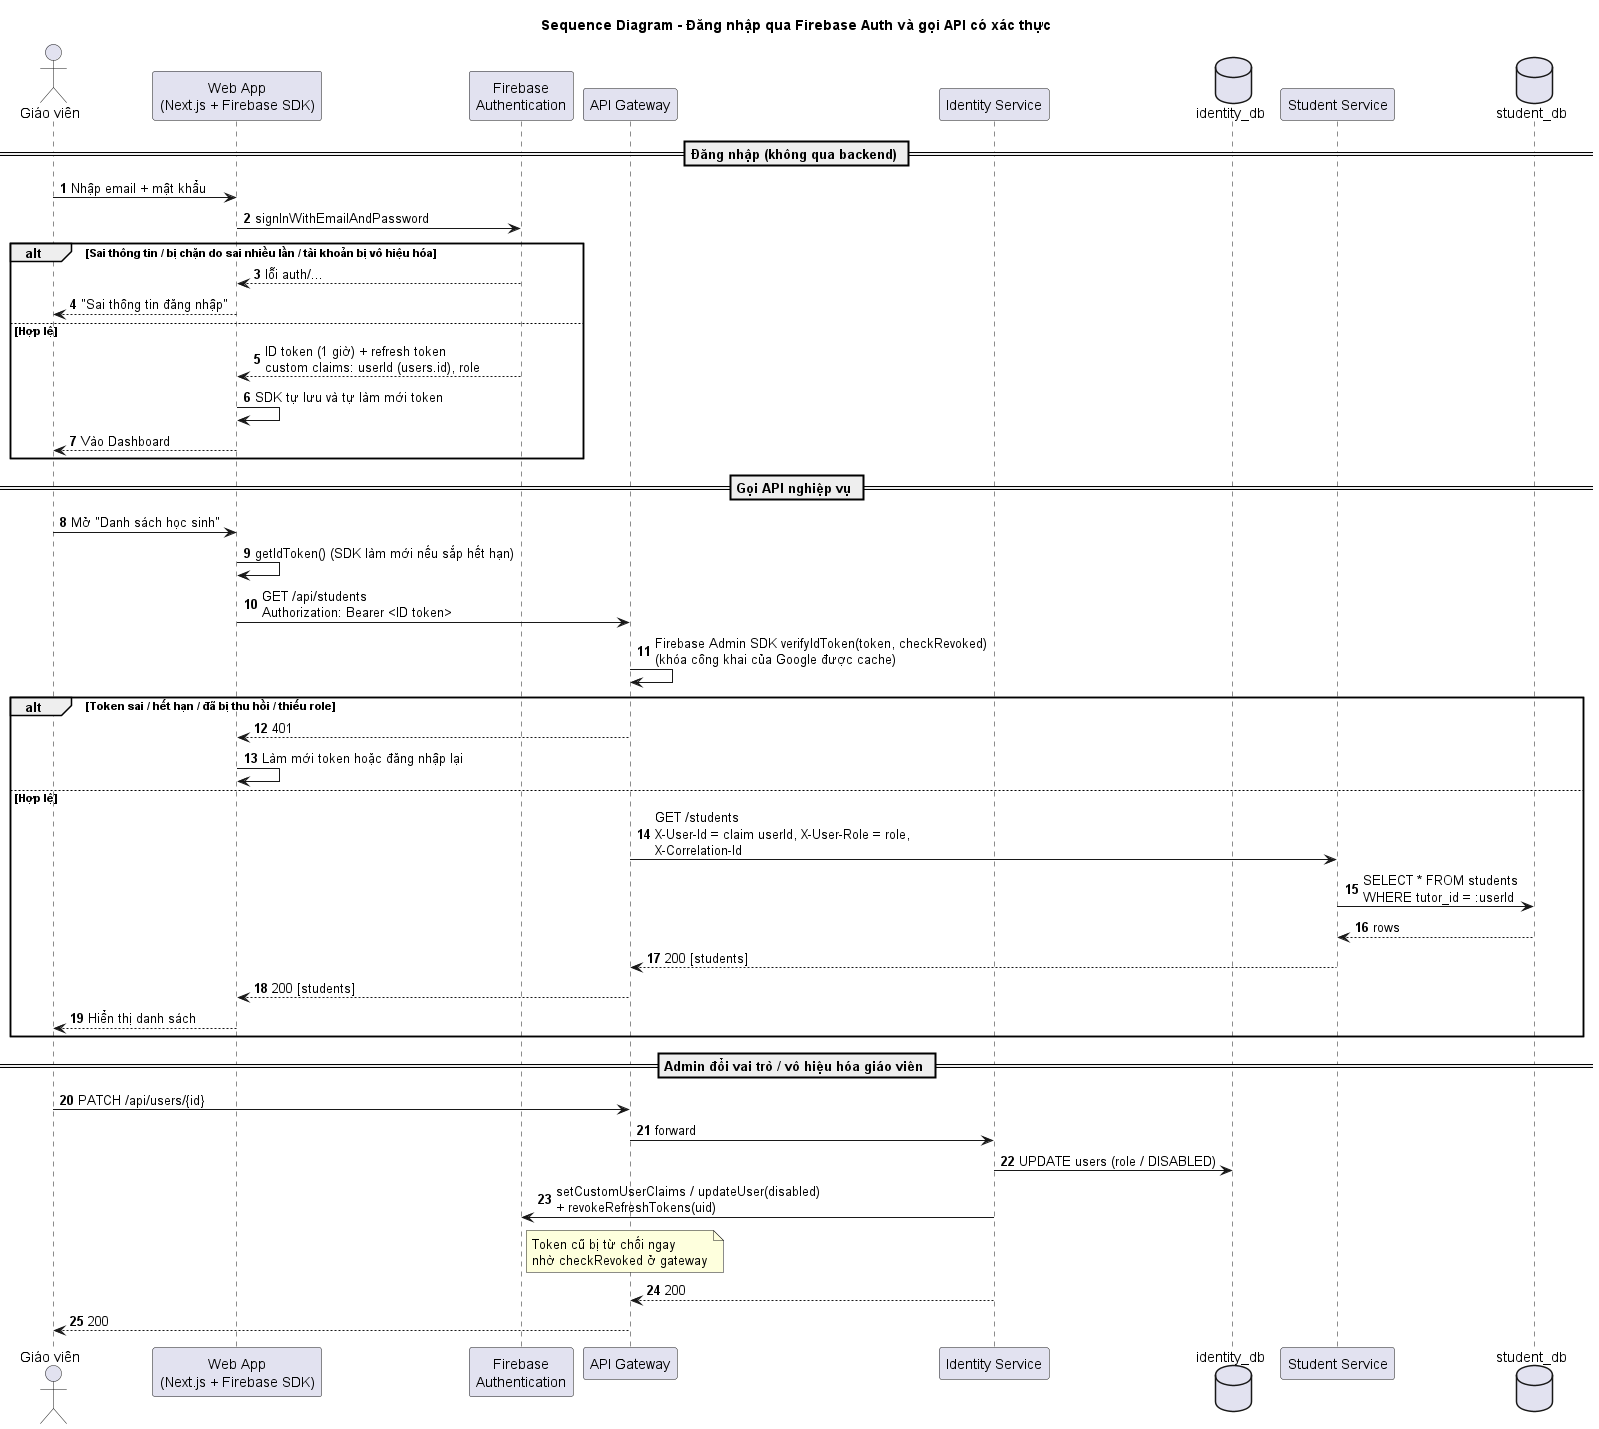 Sequence Diagram - Đăng nhập qua Firebase Auth và gọi API có xác thực
Giáo viên
Web App
(Next.js + Firebase SDK)
Firebase
Authentication
API Gateway
Identity Service
identity_db
Student Service
student_db
Đăng nhập (không qua backend)
1 Nhập email + mật khẩu
2 signInWithEmailAndPassword
alt [Sai thông tin / bị chặn do sai nhiều lần / tài khoản bị vô hiệu hóa]
3 lỗi auth/...
4 "Sai thông tin đăng nhập"
[Hợp lệ]
5 ID token (1 giờ) + refresh token
custom claims: userId (users.id), role
6 SDK tự lưu và tự làm mới token
7 Vào Dashboard
Gọi API nghiệp vụ
8 Mở "Danh sách học sinh"
9 getIdToken() (SDK làm mới nếu sắp hết hạn)
10 GET /api/students
Authorization: Bearer <ID token>
11 Firebase Admin SDK verifyIdToken(token, checkRevoked)
(khóa công khai của Google được cache)
alt [Token sai / hết hạn / đã bị thu hồi / thiếu role]
12 401
13 Làm mới token hoặc đăng nhập lại
[Hợp lệ]
14 GET /students
X-User-Id = claim userId, X-User-Role = role,
X-Correlation-Id
15 SELECT * FROM students
WHERE tutor_id = :userId
16 rows
17 200 [students]
18 200 [students]
19 Hiển thị danh sách
Admin đổi vai trò / vô hiệu hóa giáo viên
20 PATCH /api/users/{id}
21 forward
22 UPDATE users (role / DISABLED)
23 setCustomUserClaims / updateUser(disabled)
+ revokeRefreshTokens(uid)
Token cũ bị từ chối ngay
nhờ checkRevoked ở gateway
24 200
25 200
Giáo viên
Web App
(Next.js + Firebase SDK)
Firebase
Authentication
API Gateway
Identity Service
identity_db
Student Service
student_db